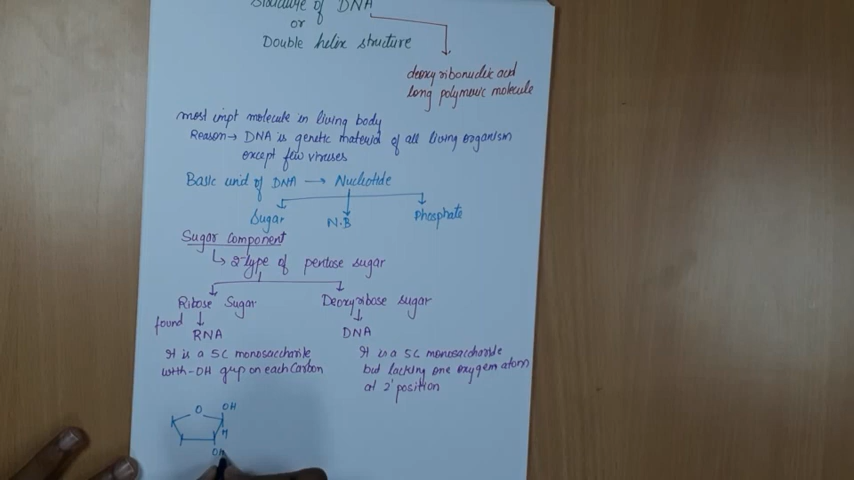 Structure of DNA
or
Double helix structure
deoxyribonucleic acid
long polymeric molecule
most impt molecule in living body
Reason→ DNA is genetic material of all living organism
except few viruses
Basic unit of DNA → Nucleotide
Sugar N.B Phosphate
Sugar Component
2-type of pentose sugar
Ribose Sugar Deoxyribose sugar
found
RNA DNA
It is a 5C monosaccharide
with -OH grup on each Carbon
It is a 5C monosaccharide
but lacking one oxygem atom
at 2' position
O OH
H
OH